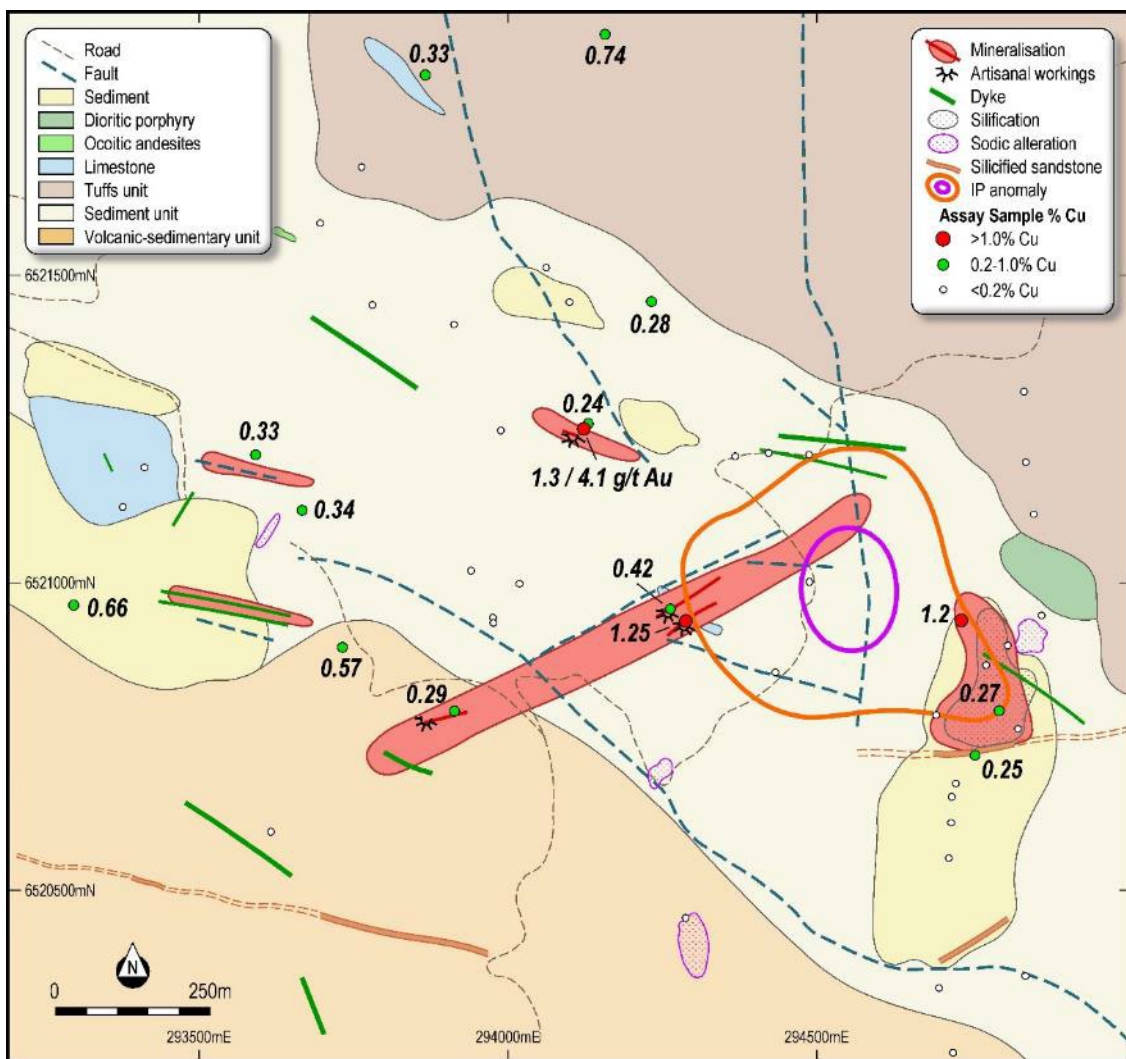 Road
Fault
Sediment
Dioritic porphyry
Ocoitic andesites
Limestone
Tuffs unit
Sediment unit
Volcanic-sedimentary unit
Mineralisation
Artisanal workings
Dyke
Silification
Sodic alteration
Silicified sandstone
IP anomaly
Assay Sample % Cu
>1.0% Cu
0.2-1.0% Cu
<0.2% Cu
0.33
0.74
6521500mN
0.28
0.24
0.33
1.3 / 4.1 g/t Au
0.34
0.42
6521000mN
0.66
1.25
1.2
0.57
0.29
0.27
0.25
6520500mN
N
0
250m
293500mE
294000mE
294500mE